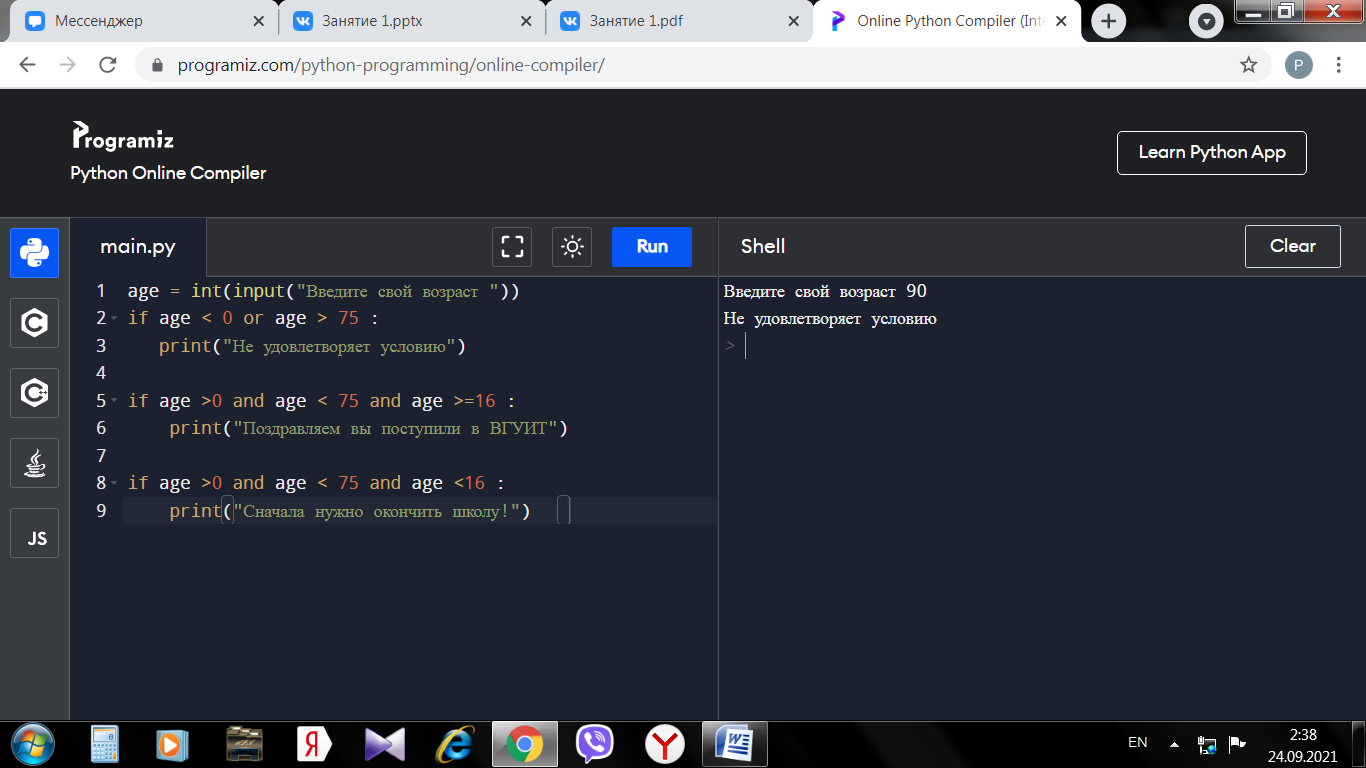 Мессенджер
Занятие 1.pptx
Занятие 1.pdf
Online Python Compiler (Inte
programiz.com/python-programming/online-compiler/
P
Programiz
Python Online Compiler
Learn Python App
main.py
Run
Shell
Clear
1 age = int(input("Введите свой возраст "))
2 if age < 0 or age > 75 :
3 print("Не удовлетворяет условию")
4
5 if age >0 and age < 75 and age >=16 :
6 print("Поздравляем вы поступили в ВГУИТ")
7
8 if age >0 and age < 75 and age <16 :
9 print("Сначала нужно окончить школу!")
Введите свой возраст 90
Не удовлетворяет условию
>
C
C++
JS
Я
Y
W
EN
2:38
24.09.2021